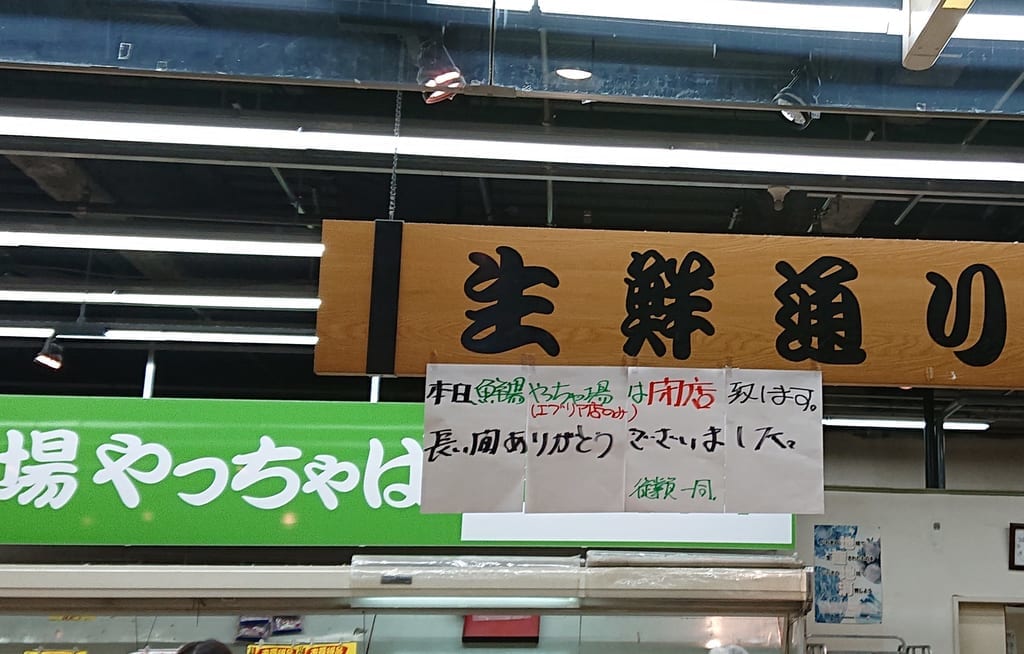 生鮮通り
本日鮮魚やっちゃ場は閉店致します。
(エブリヤ店のみ)
長い間ありがとうございました。
従業員一同.
場やっちゃば